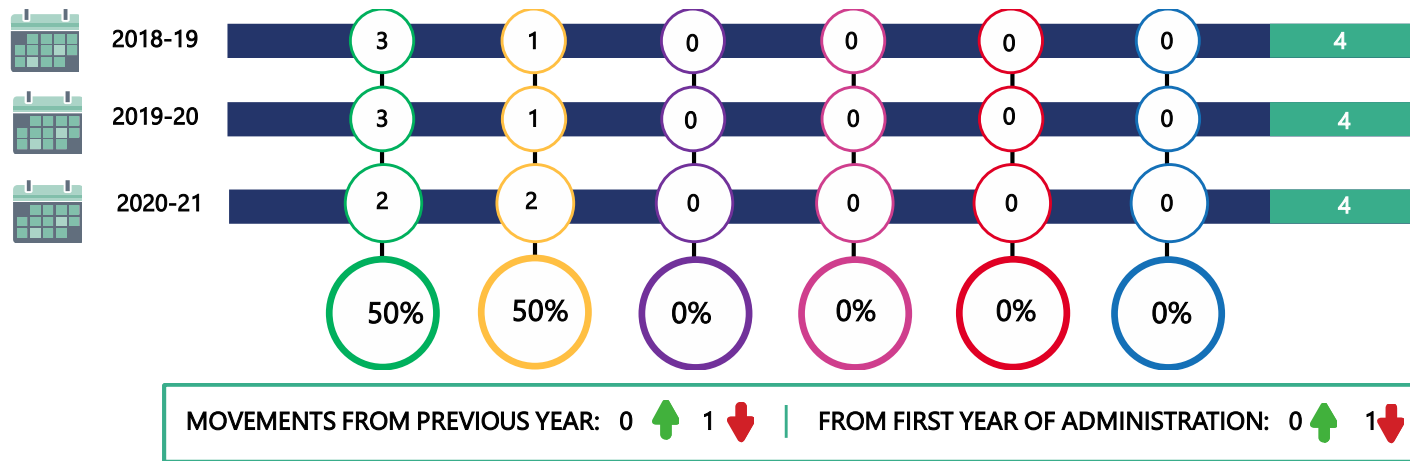 2018-19 3 1 0 0 0 0 4
2019-20 3 1 0 0 0 0 4
2020-21 2 2 0 0 0 0 4
50% 50% 0% 0% 0% 0%
MOVEMENTS FROM PREVIOUS YEAR: 0 1 | FROM FIRST YEAR OF ADMINISTRATION: 0 1